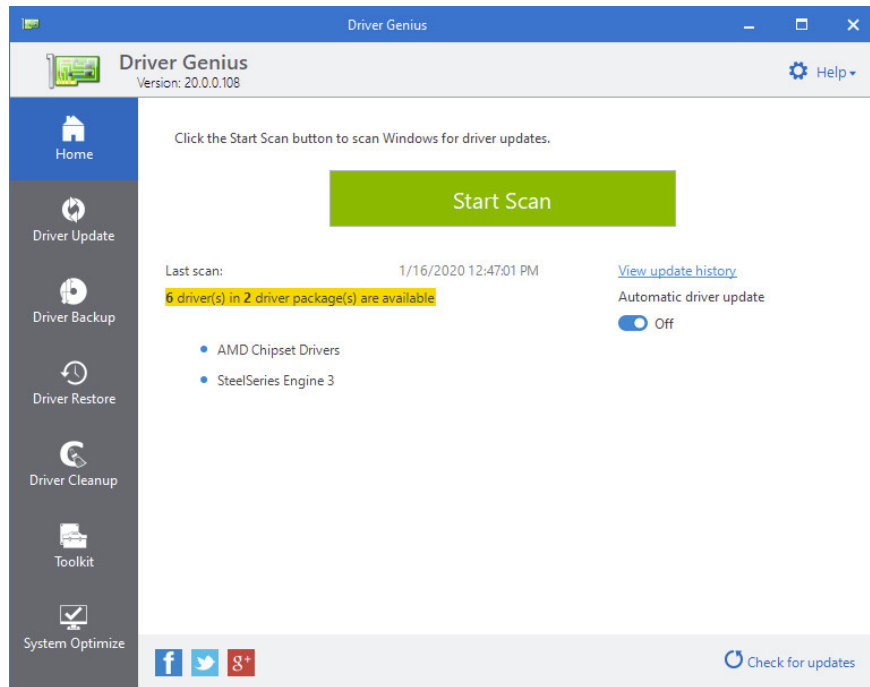 Driver Genius
Driver Genius
Version: 20.0.0.108
Help
Home
Driver Update
Driver Backup
Driver Restore
Driver Cleanup
Toolkit
System Optimize
Click the Start Scan button to scan Windows for driver updates.
Start Scan
Last scan: 1/16/2020 12:47:01 PM
6 driver(s) in 2 driver package(s) are available
AMD Chipset Drivers
SteelSeries Engine 3
View update history
Automatic driver update
Off
f
g+
Check for updates